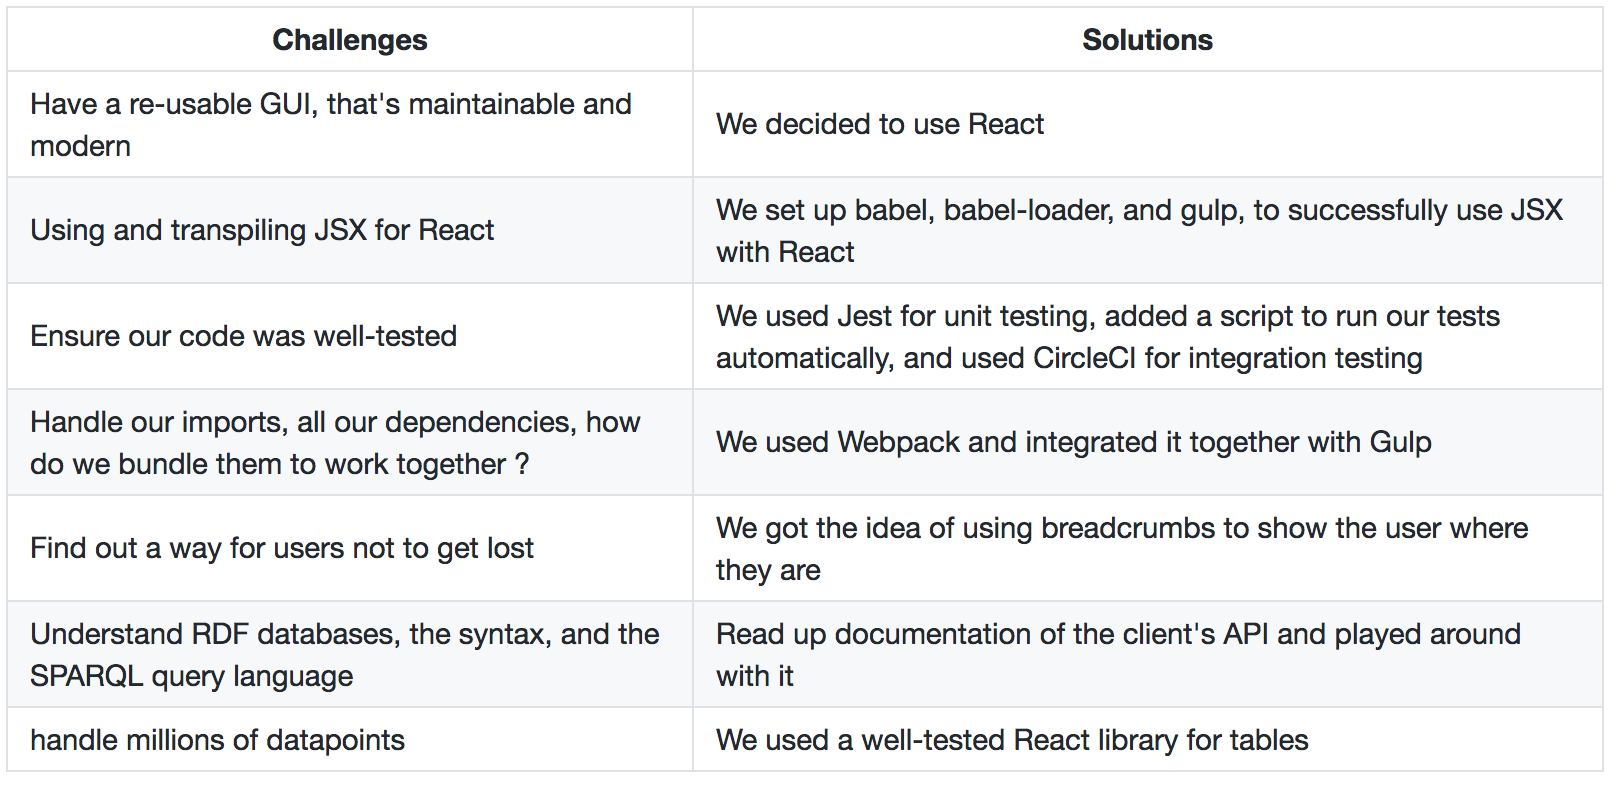 Challenges
Solutions
Have a re-usable GUI, that's maintainable and
modern
We decided to use React
Using and transpiling JSX for React
We set up babel, babel-loader, and gulp, to successfully use JSX
with React
Ensure our code was well-tested
We used Jest for unit testing, added a script to run our tests
automatically, and used CircleCI for integration testing
Handle our imports, all our dependencies, how
do we bundle them to work together ?
We used Webpack and integrated it together with Gulp
Find out a way for users not to get lost
We got the idea of using breadcrumbs to show the user where
they are
Understand RDF databases, the syntax, and the
SPARQL query language
Read up documentation of the client's API and played around
with it
handle millions of datapoints
We used a well-tested React library for tables